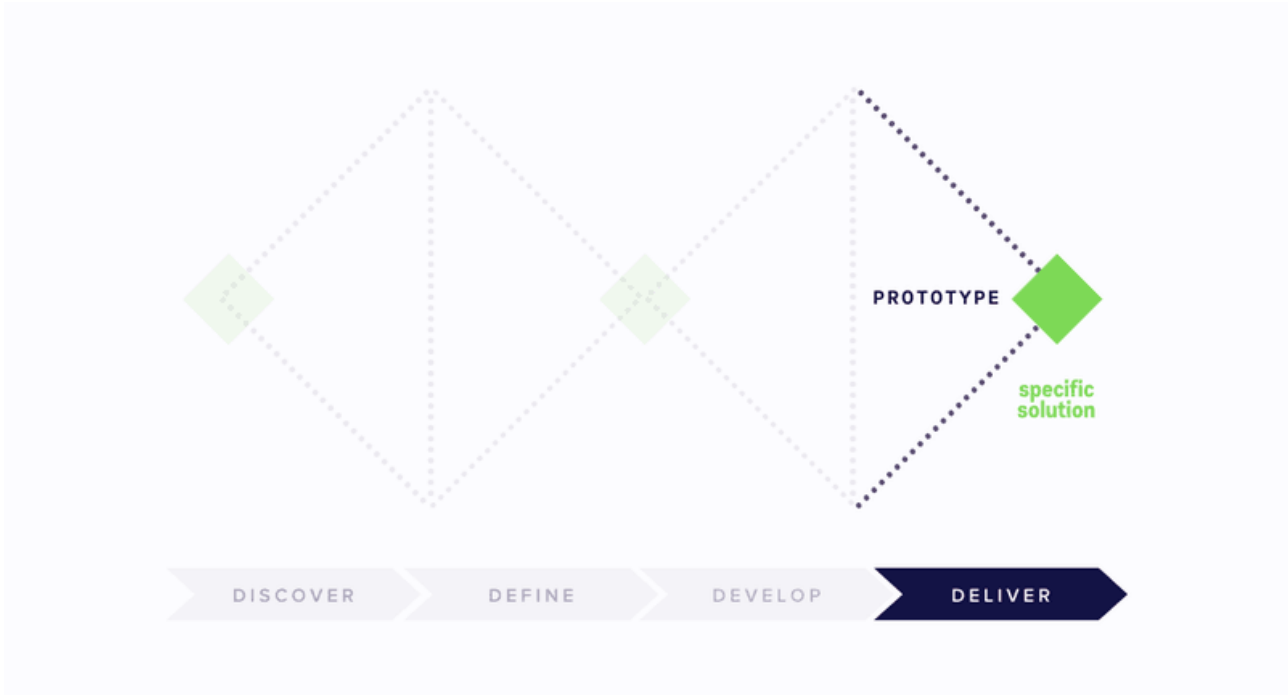 PROTOTYPE
specific
solution
DISCOVER
DEFINE
DEVELOP
DELIVER